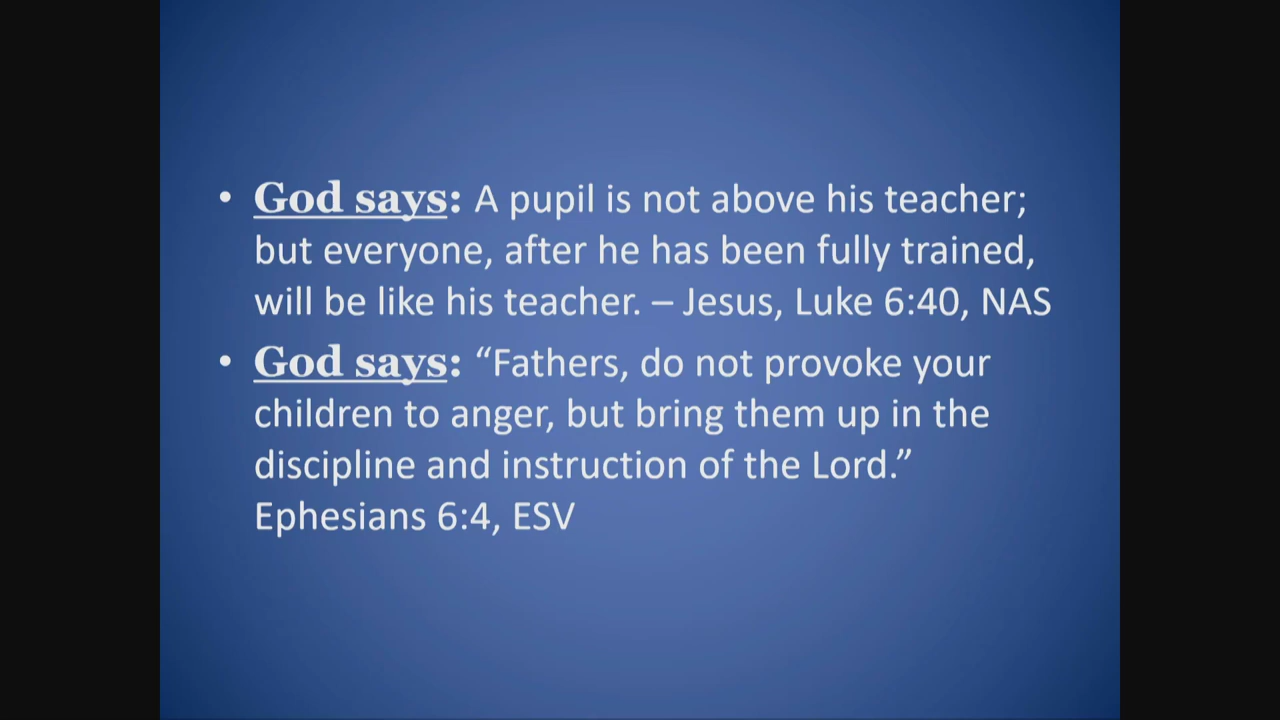 • God says: A pupil is not above his teacher;
but everyone, after he has been fully trained,
will be like his teacher. – Jesus, Luke 6:40, NAS
• God says: “Fathers, do not provoke your
children to anger, but bring them up in the
discipline and instruction of the Lord.”
Ephesians 6:4, ESV